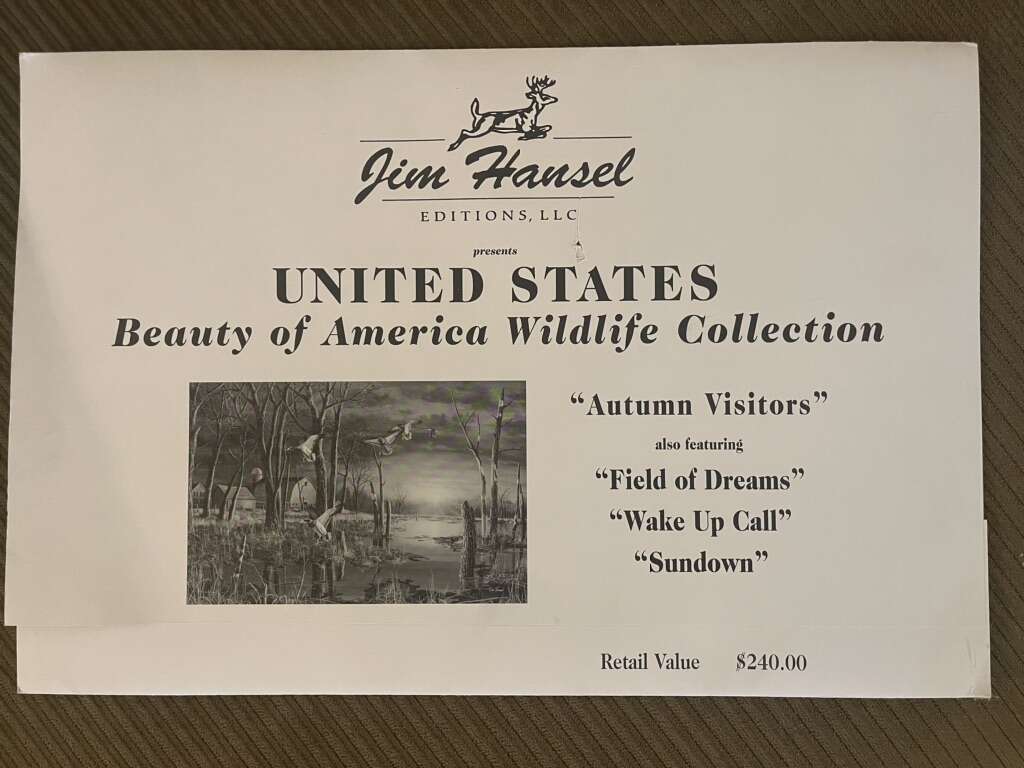 Jim Hansel
EDITIONS, LLC
presents
UNITED STATES
Beauty of America Wildlife Collection
“Autumn Visitors”
also featuring
“Field of Dreams”
“Wake Up Call”
“Sundown”
Retail Value $240.00